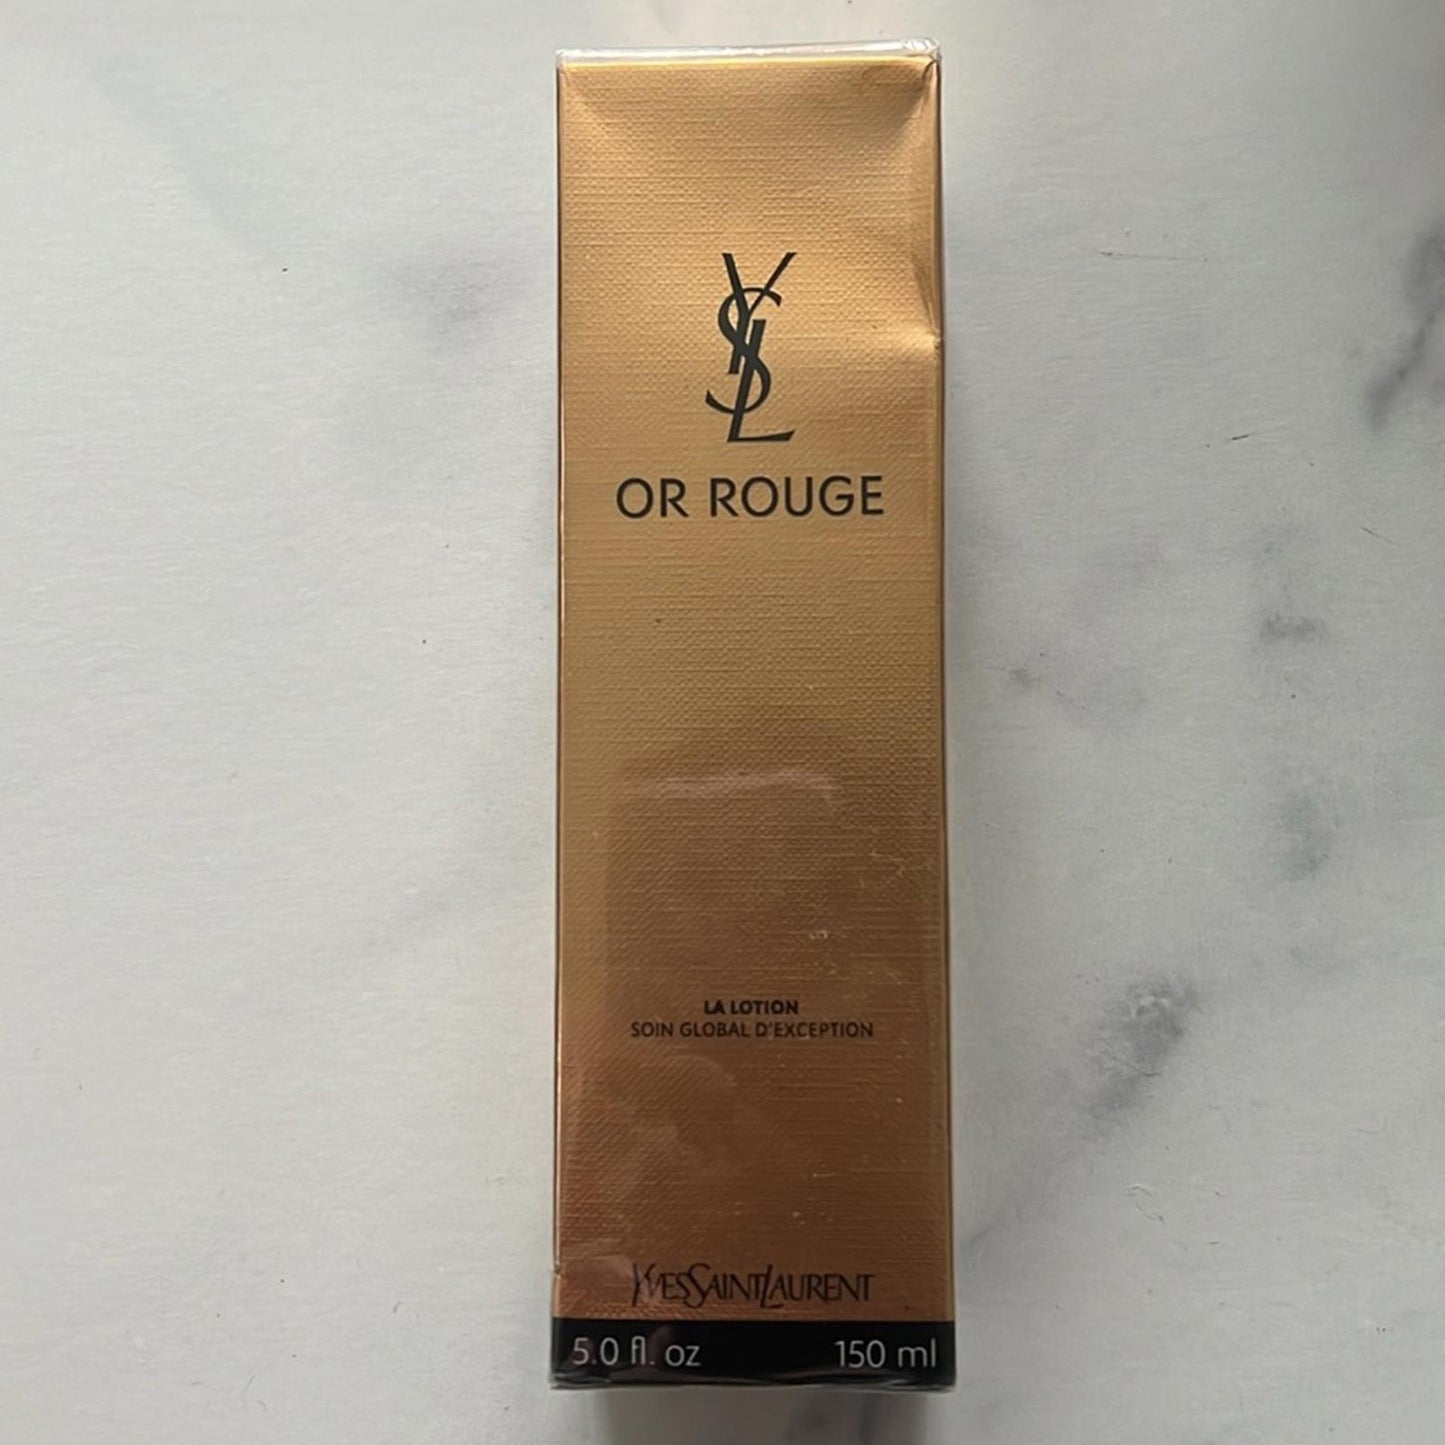 YSL
OR ROUGE
LA LOTION
SOIN GLOBAL D'EXCEPTION
YVESSAINTLAURENT
5.0 fl. oz 150 ml